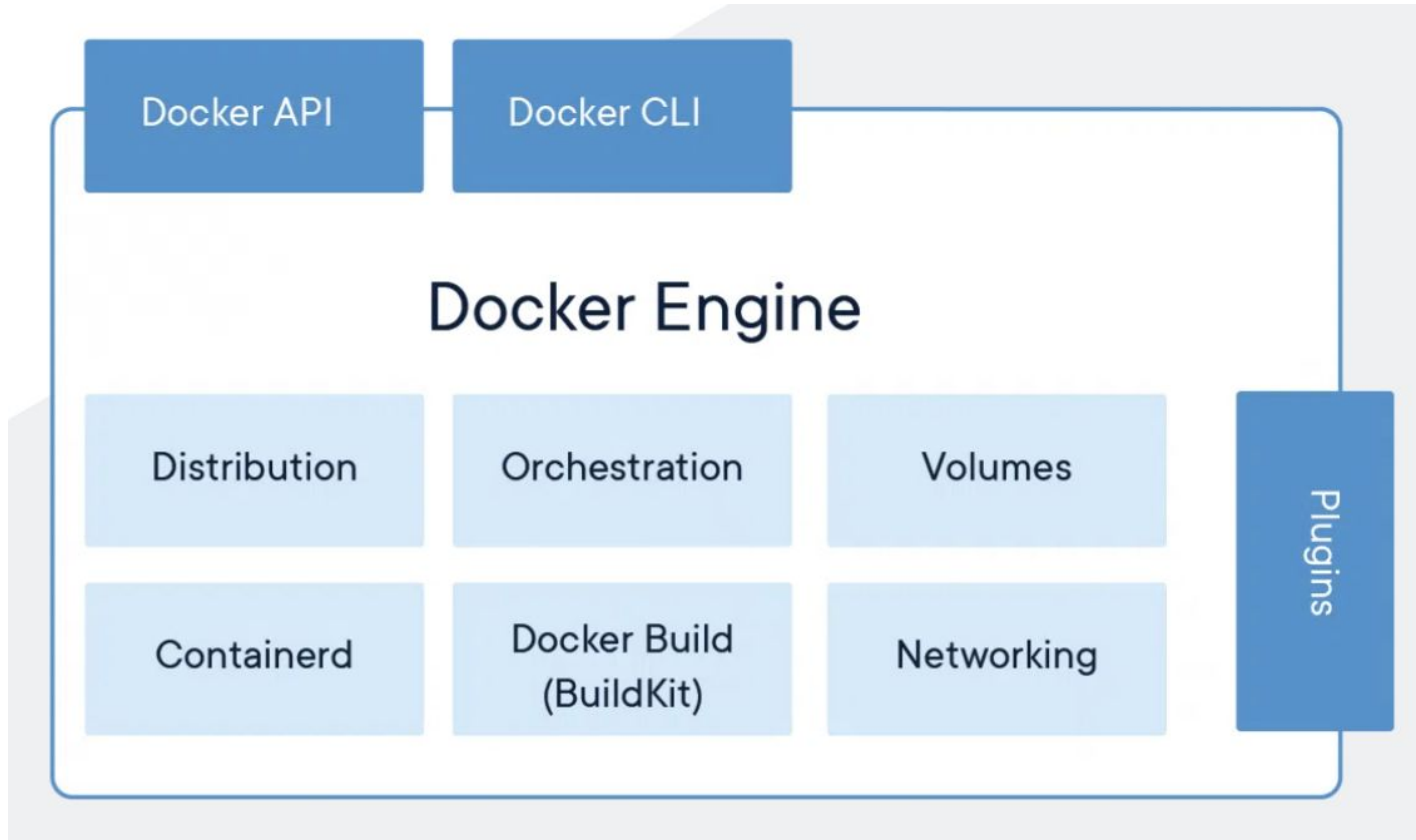 Docker API
Docker CLI
Docker Engine
Distribution
Orchestration
Volumes
Containerd
Docker Build
(BuildKit)
Networking
Plugins